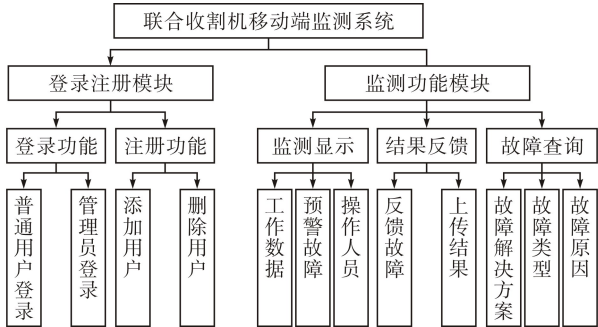 联合收割机移动端监测系统
登录注册模块
监测功能模块
登录功能
注册功能
监测显示
结果反馈
故障查询
普通用户登录
管理员登录
添加用户
删除用户
工作数据
预警故障
操作人员
反馈故障
上传结果
故障解决方案
故障类型
故障原因